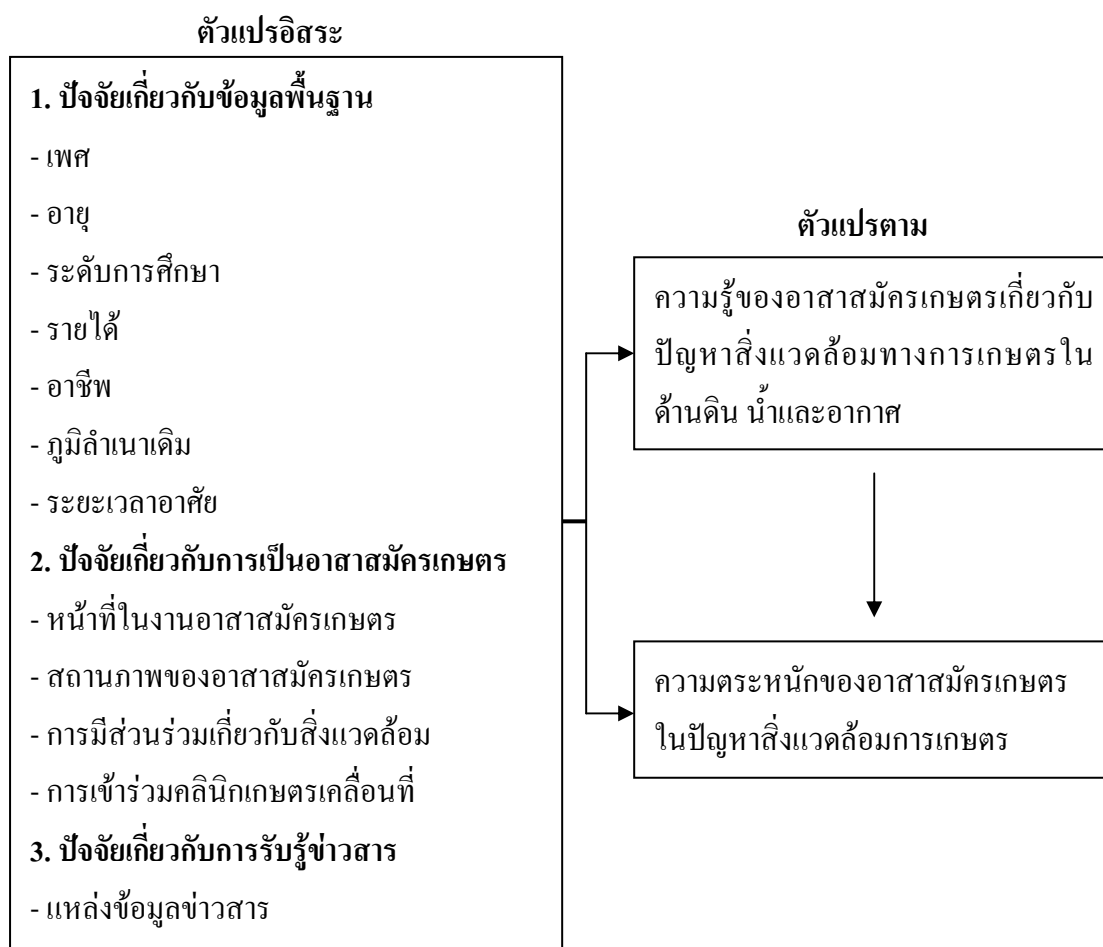 ตัวแปรอิสระ
1. ปัจจัยเกี่ยวกับข้อมูลพื้นฐาน
- เพศ
- อายุ
- ระดับการศึกษา
- รายได้
- อาชีพ
- ภูมิลำเนาเดิม
- ระยะเวลาอาศัย
2. ปัจจัยเกี่ยวกับการเป็นอาสาสมัครเกษตร
- หน้าที่ในงานอาสาสมัครเกษตร
- สถานภาพของอาสาสมัครเกษตร
- การมีส่วนร่วมเกี่ยวกับสิ่งแวดล้อม
- การเข้าร่วมคลินิกเกษตรเคลื่อนที่
3. ปัจจัยเกี่ยวกับการรับรู้ข่าวสาร
- แหล่งข้อมูลข่าวสาร
ตัวแปรตาม
ความรู้ของอาสาสมัครเกษตรเกี่ยวกับ
ปัญหาสิ่งแวดล้อมทางการเกษตรใน
ด้านดิน น้ำและอากาศ
ความตระหนักของอาสาสมัครเกษตร
ในปัญหาสิ่งแวดล้อมการเกษตร